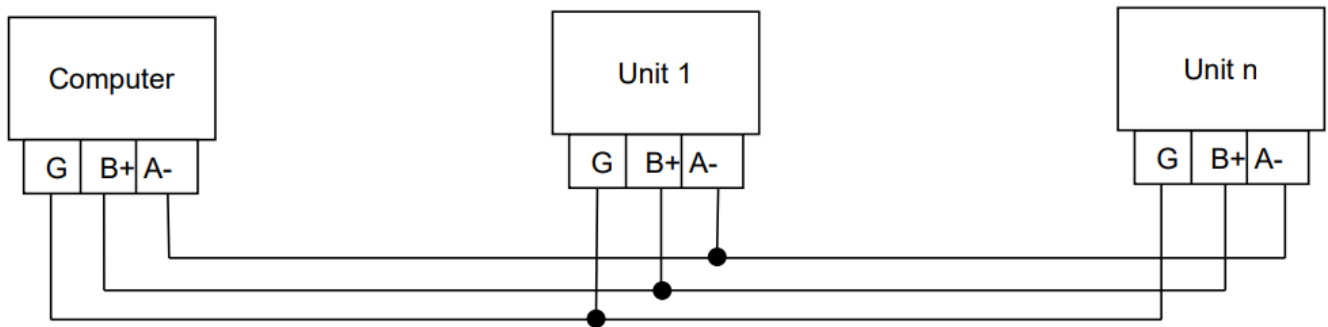 Computer
Unit 1
Unit n
G B+ A-
G B+ A-
G B+ A-